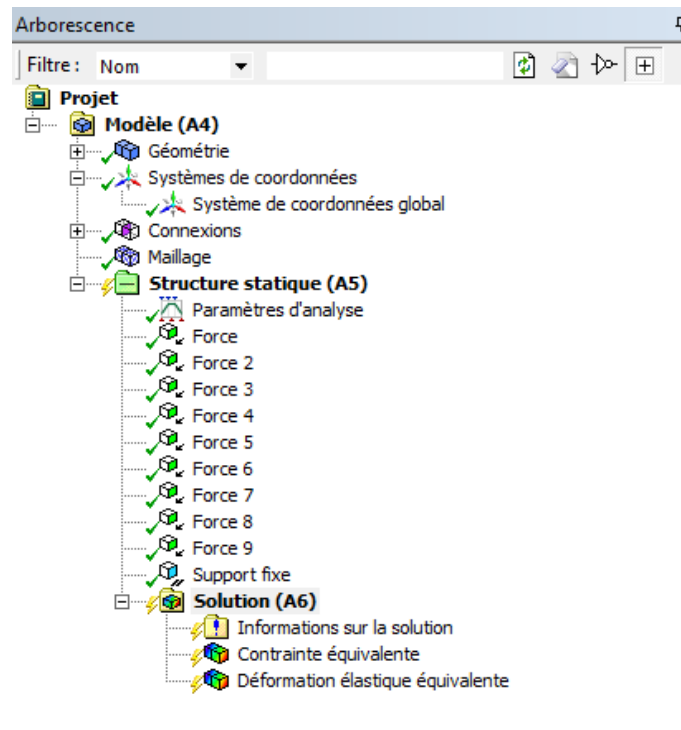 Arborescence
Filtre : Nom
Projet
Modèle (A4)
Géométrie
Systèmes de coordonnées
Système de coordonnées global
Connexions
Maillage
Structure statique (A5)
Paramètres d'analyse
Force
Force 2
Force 3
Force 4
Force 5
Force 6
Force 7
Force 8
Force 9
Support fixe
Solution (A6)
Informations sur la solution
Contrainte équivalente
Déformation élastique équivalente